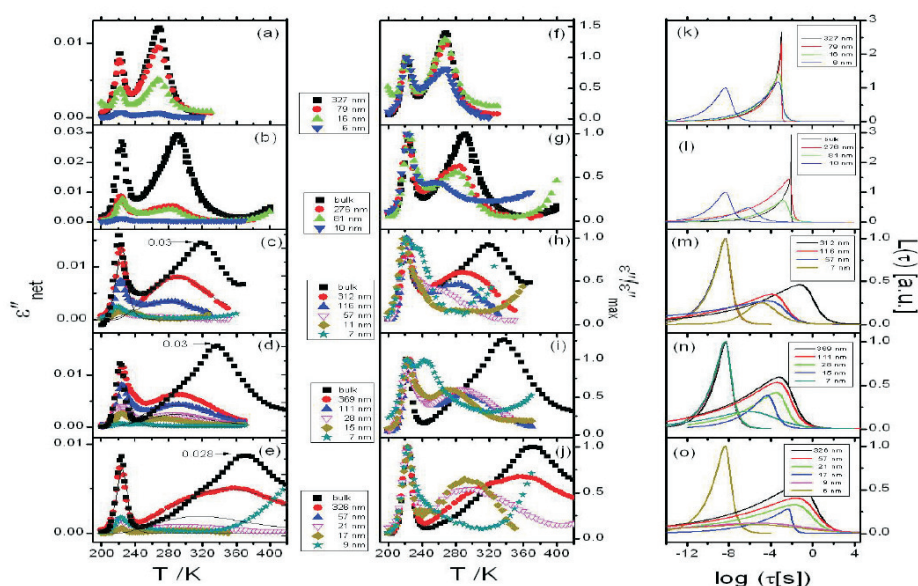 (a)
0.01
0.00
(b)
0.03
0.02
0.01
0.00
(c)
0.03
0.01
0.00
ε''net
(d)
0.03
0.01
0.00
(e)
0.028
0.01
0.00
200 240 280 320 360 400
T /K
327 nm
79 nm
16 nm
6 nm
bulk
276 nm
81 nm
10 nm
bulk
312 nm
116 nm
57 nm
11 nm
7 nm
bulk
369 nm
111 nm
28 nm
15 nm
7 nm
bulk
326 nm
57 nm
21 nm
17 nm
9 nm
(f)
1.5
1.0
0.5
0.0
(g)
1.0
0.5
0.0
(h)
1.0
0.5
0.0
ε''/ε''max
(i)
1.0
0.5
0.0
(j)
1.0
0.5
0.0
200 240 280 320 360 400
T /K
(k)
327 nm
79 nm
16 nm
3
2
1
0
(l)
bulk
81 nm
10 nm
3
2
1
0
(m)
312 nm
116 nm
57 nm
7 nm
1.0
0.5
0.0
L(τ) [a.u]
(n)
369 nm
111 nm
28 nm
15 nm
7 nm
1.0
0.5
0.0
(o)
326 nm
57 nm
21 nm
9 nm
1.0
0.5
0.0
-12 -8 -4 0 4
log (τ[s])